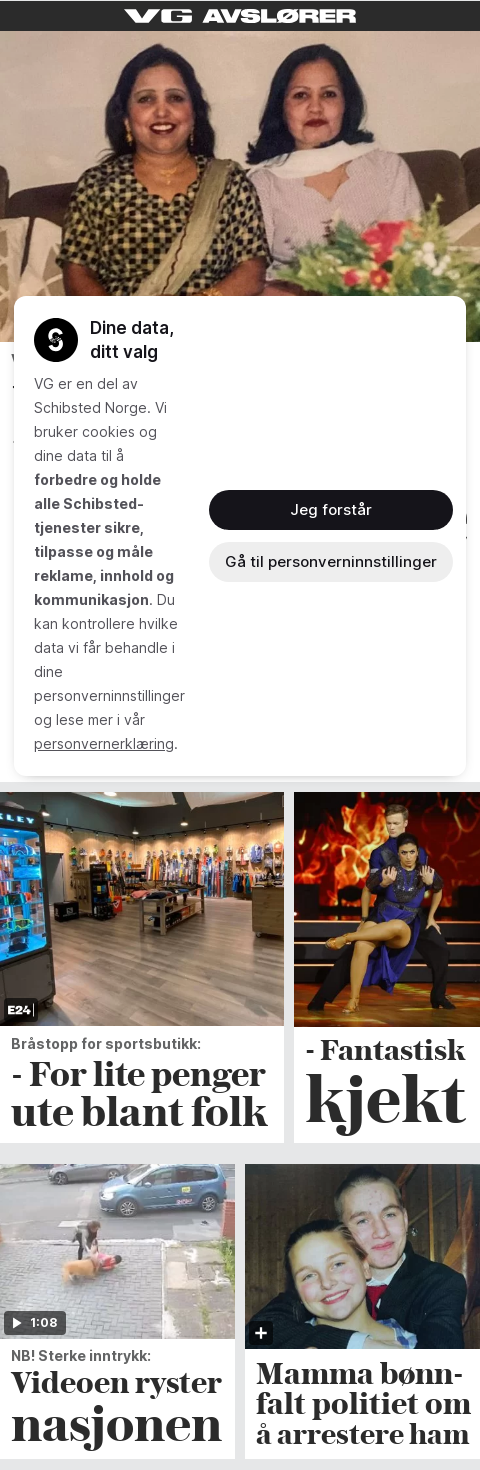 VG AVSLØRER
Dine data,
ditt valg
VG er en del av
Schibsted Norge. Vi
bruker cookies og
dine data til å
forbedre og holde
alle Schibsted-
tjenester sikre,
tilpasse og måle
reklame, innhold og
kommunikasjon. Du
kan kontrollere hvilke
data vi får behandle i
dine
personverninnstillinger
og lese mer i vår
personvernerklæring.
Jeg forstår
Gå til personverninnstillinger
KLEY
E24
Bråstopp for sportsbutikk:
- For lite penger
ute blant folk
- Fantastisk
kjekt
1:08
NB! Sterke inntrykk:
Videoen ryster
nasjonen
Mamma bønn-
falt politiet om
å arrestere ham